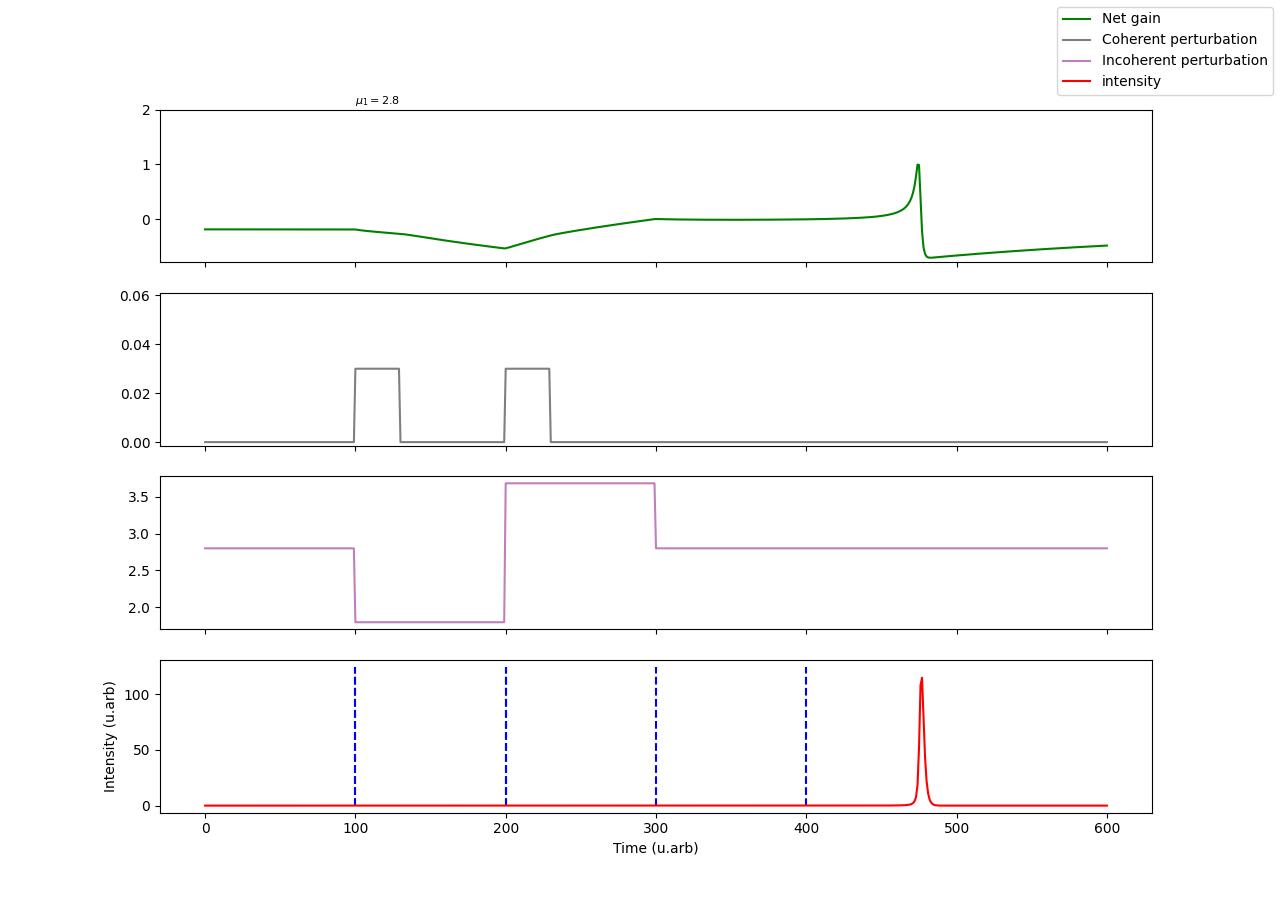 Net gain
Coherent perturbation
Incoherent perturbation
intensity
μ₁ = 2.8
2
1
0
0.06
0.04
0.02
0.00
3.5
3.0
2.5
2.0
Intensity (u.arb)
100
50
0
0 100 200 300 400 500 600
Time (u.arb)